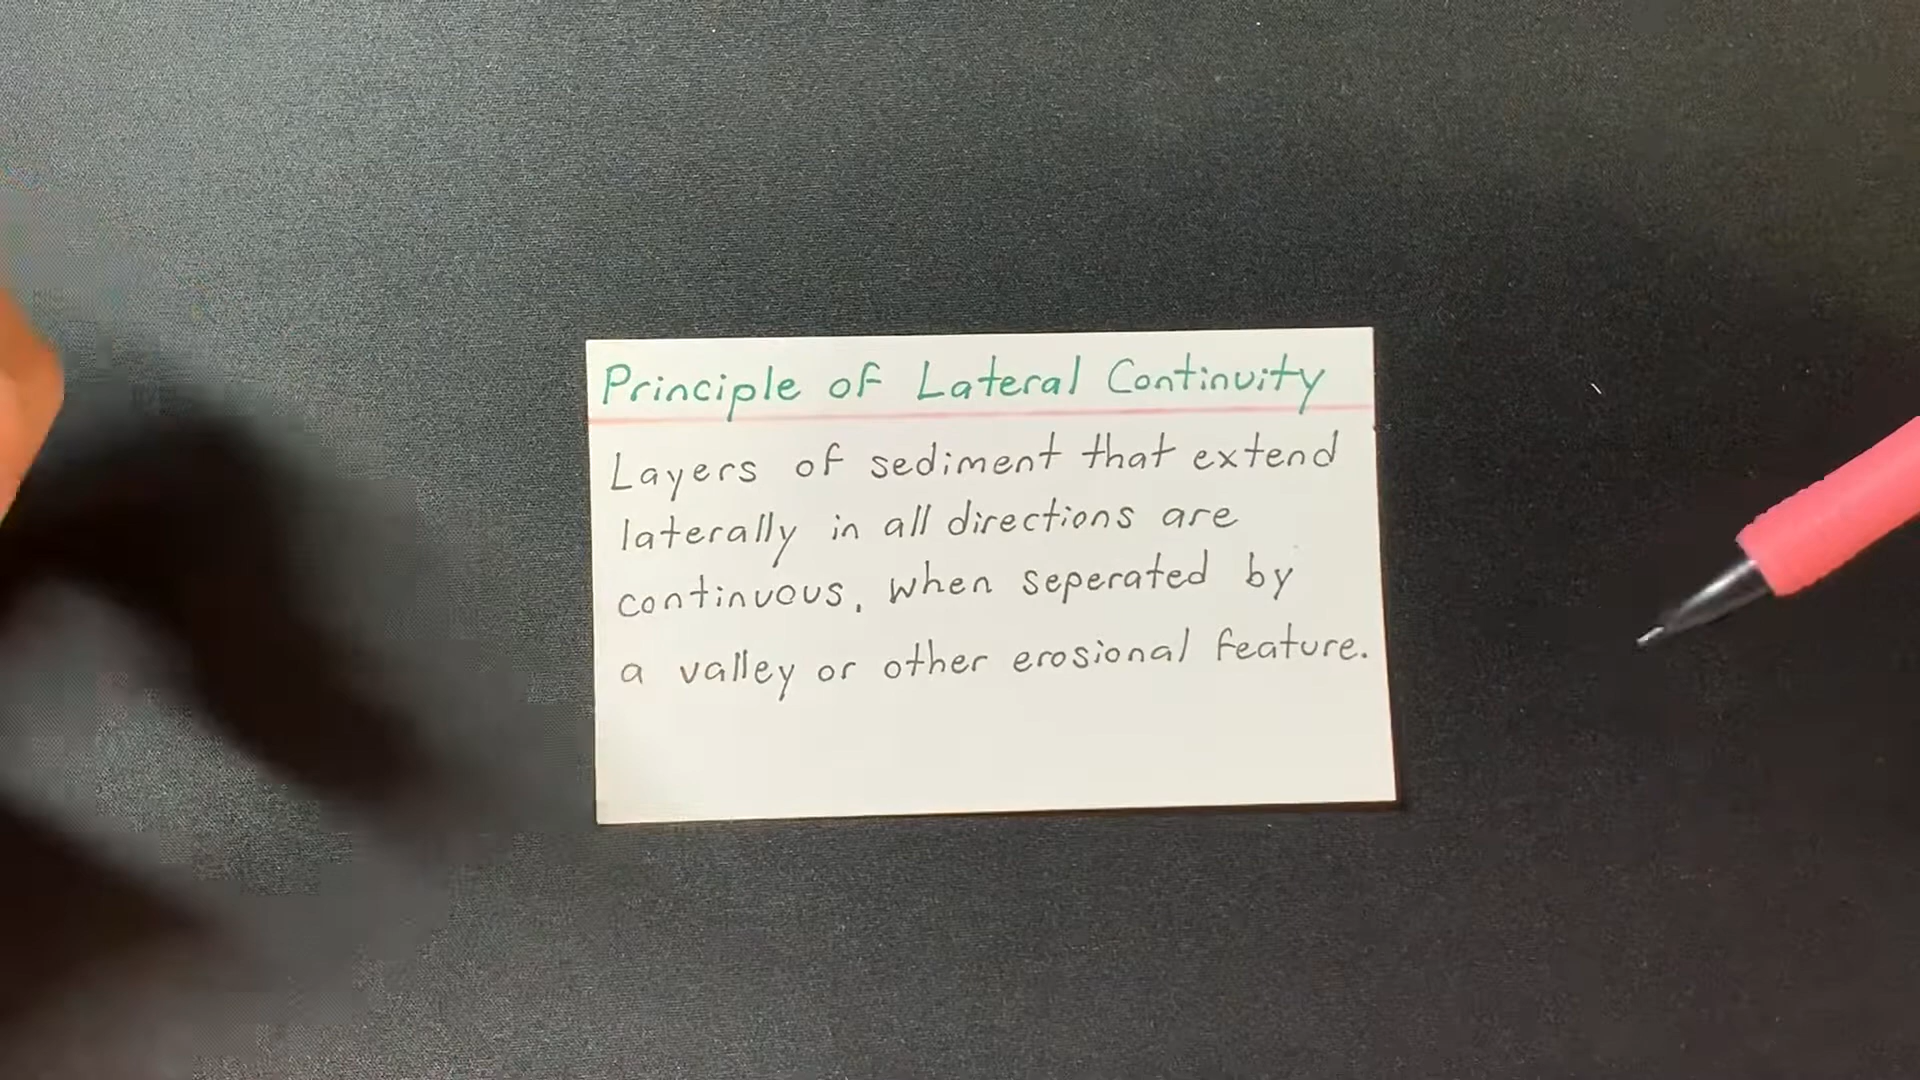 Principle of Lateral Continuity
Layers of sediment that extend
laterally in all directions are
continuous, when seperated by
a valley or other erosional feature.